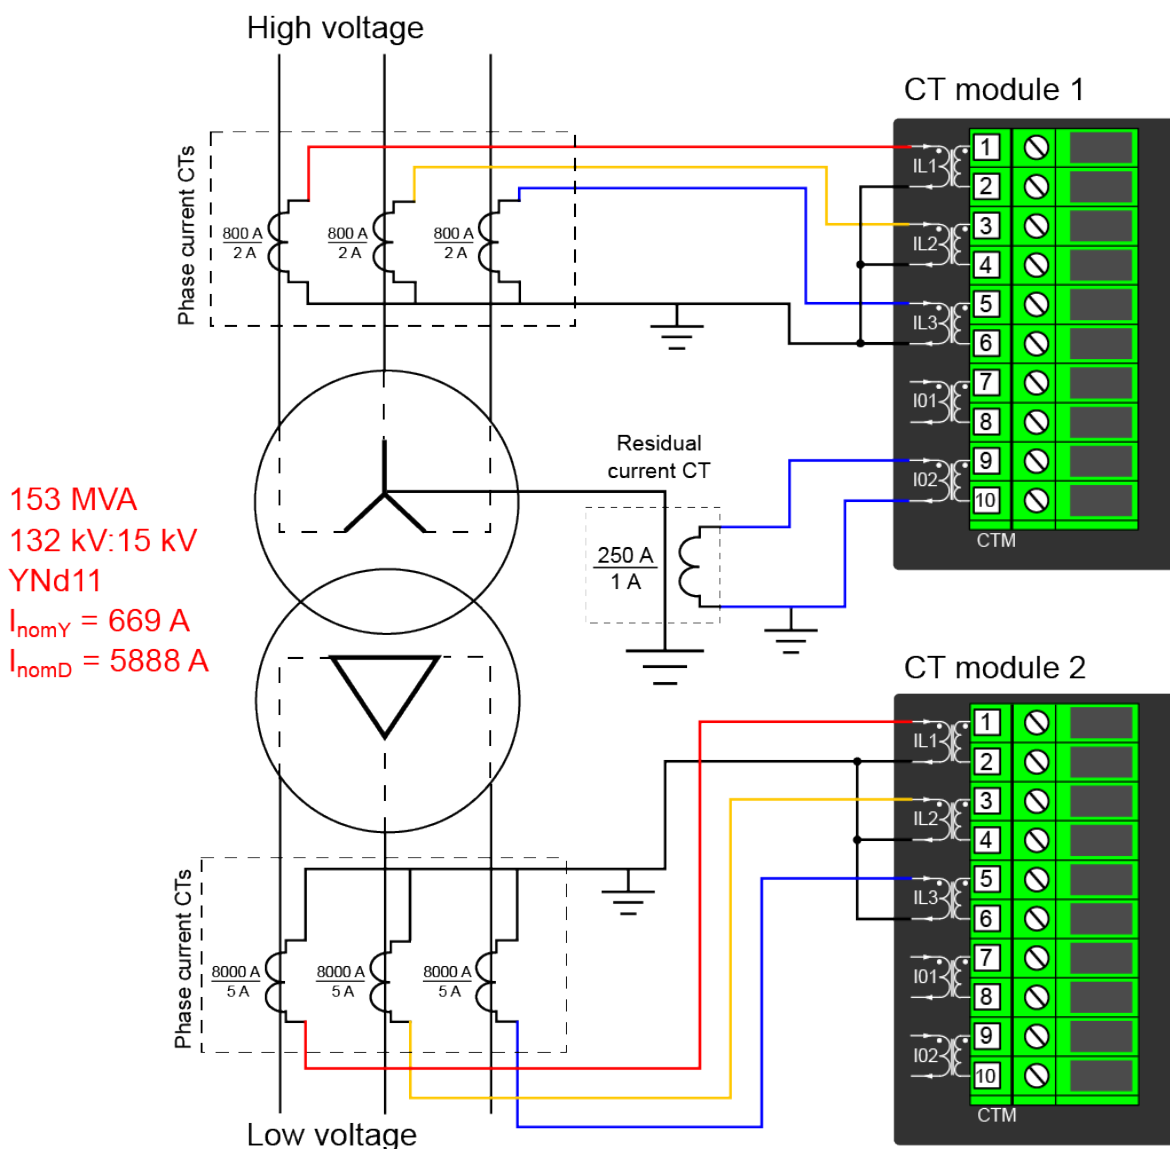 High voltage
CT module 1
Phase current CTs
800 A
2 A
800 A
2 A
800 A
2 A
IL1
IL2
IL3
I01
I02
1
2
3
4
5
6
7
8
9
10
CTM
Residual
current CT
250 A
1 A
153 MVA
132 kV:15 kV
YNd11
InomY = 669 A
InomD = 5888 A
CT module 2
IL1
IL2
IL3
I01
I02
1
2
3
4
5
6
7
8
9
10
CTM
Phase current CTs
8000 A
5 A
8000 A
5 A
8000 A
5 A
Low voltage